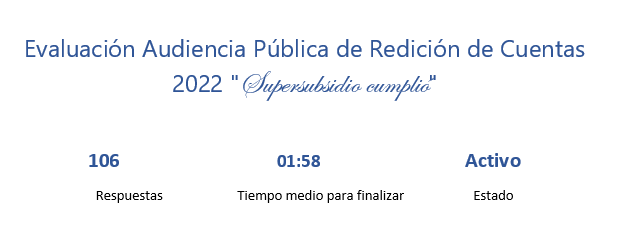 Evaluación Audiencia Pública de Redición de Cuentas
2022 "Supersubsidio cumplio"
106 01:58 Activo
Respuestas Tiempo medio para finalizar Estado